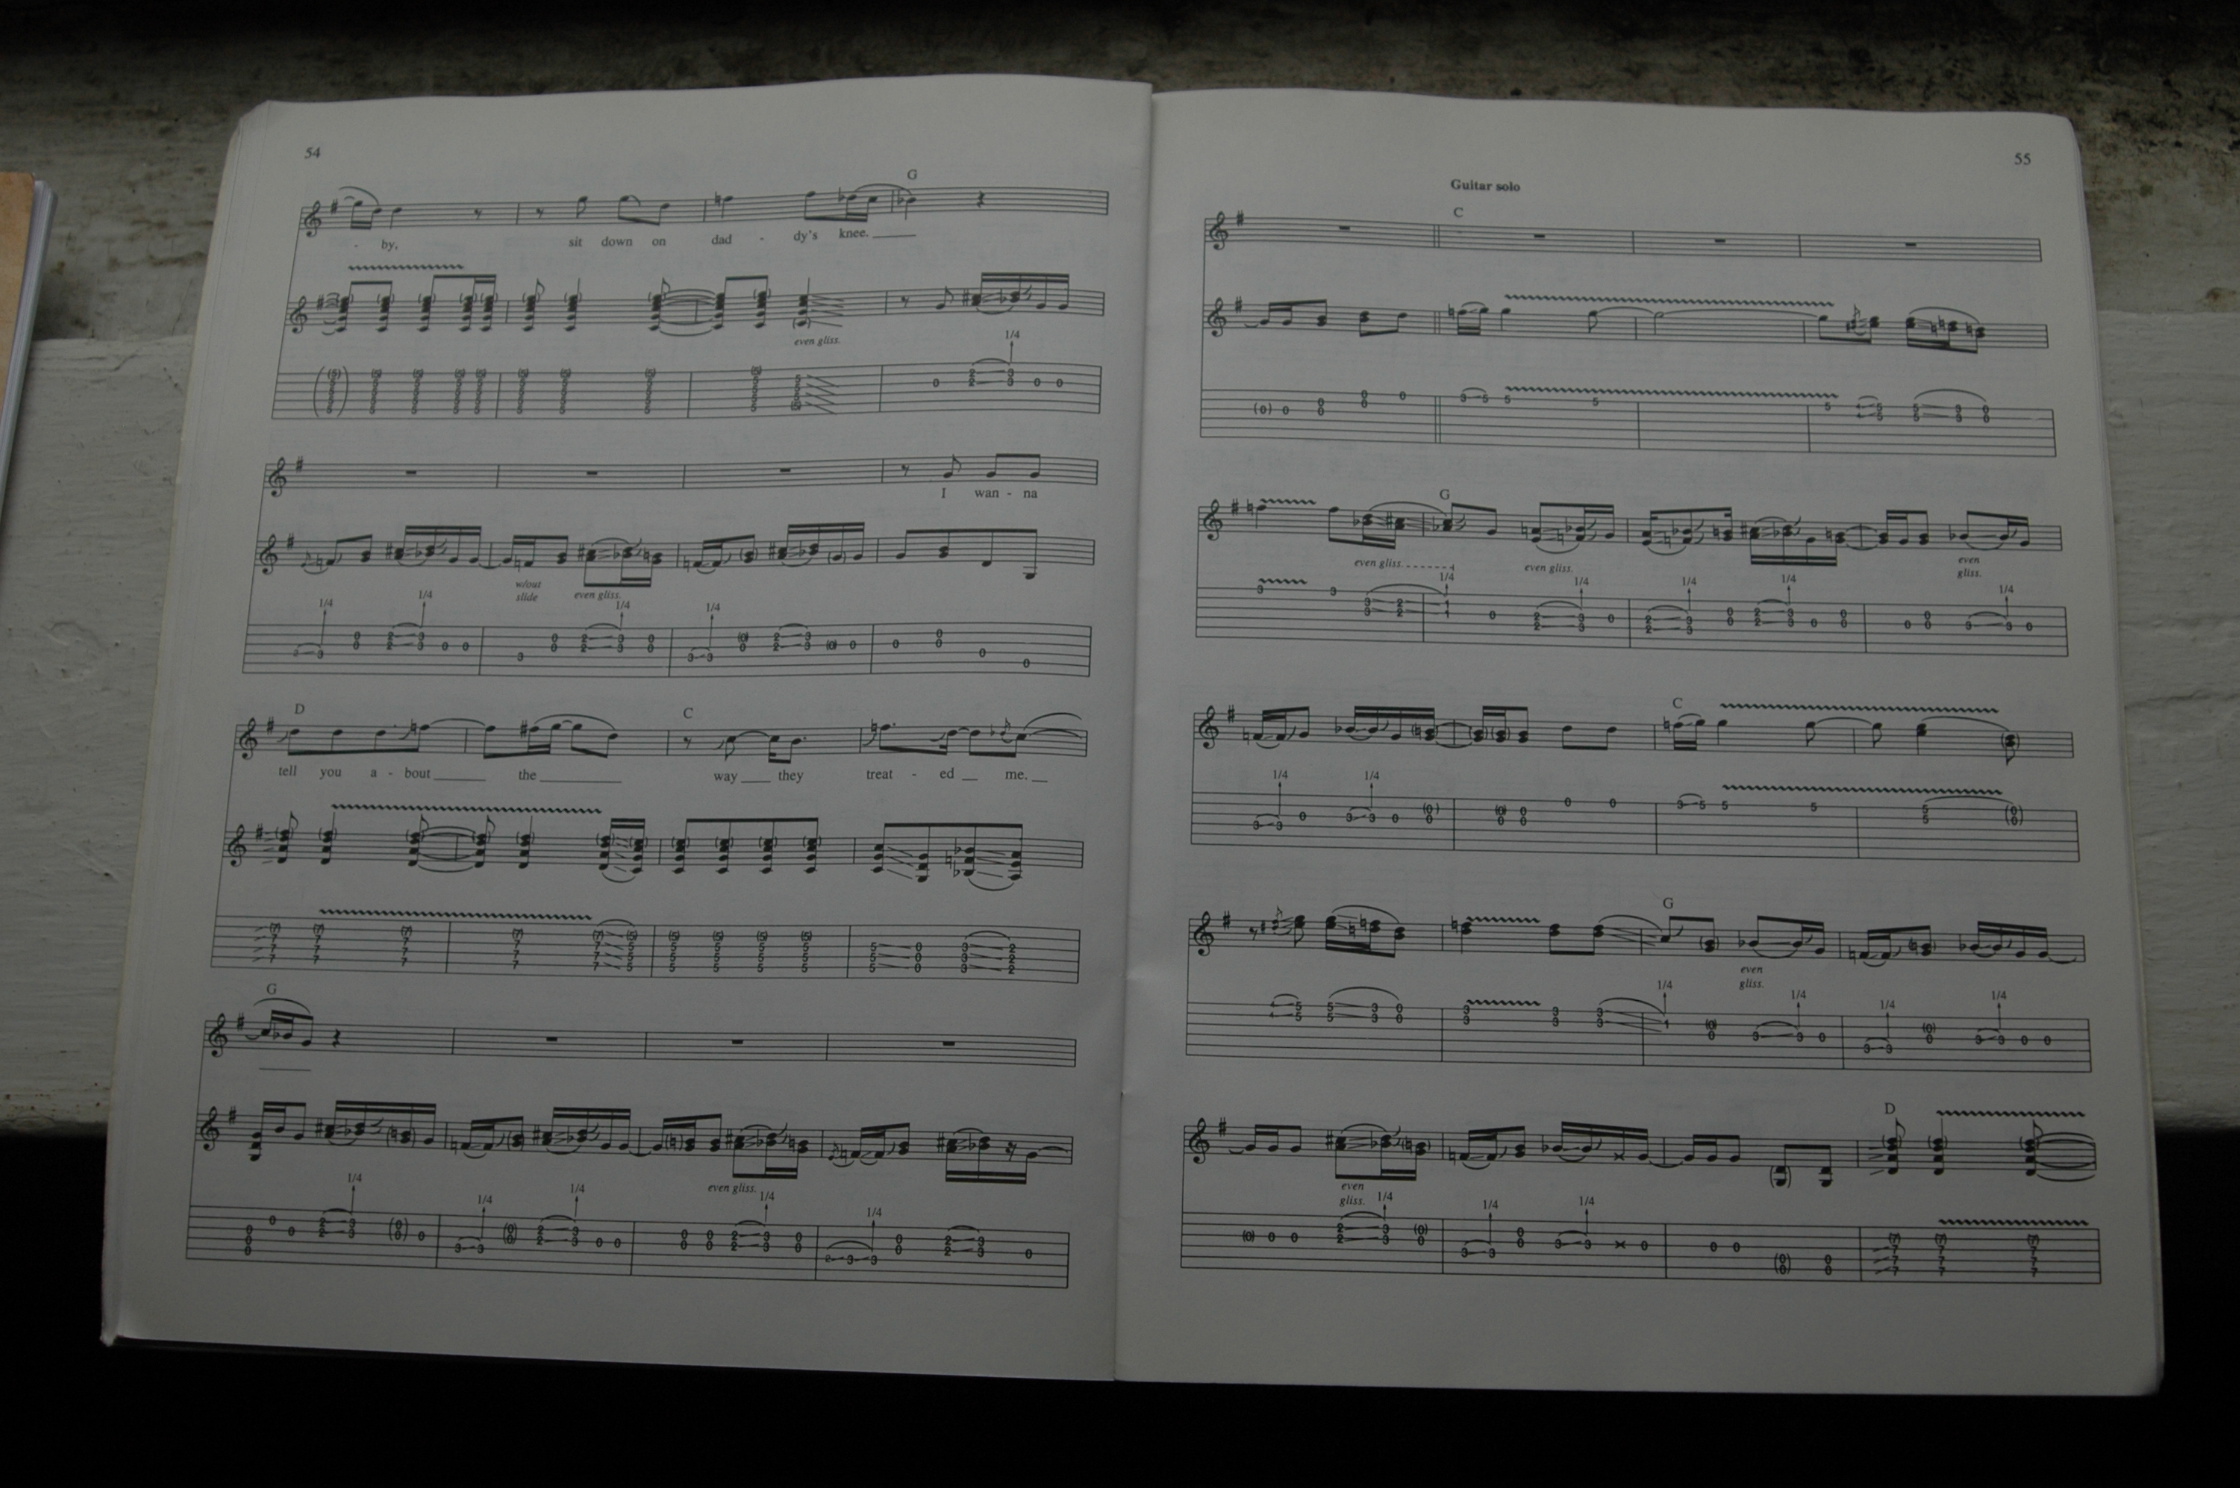 54
G
- by, sit down on dad - dy's knee.
even gliss.
1/4
I wan - na
w/out
slide
even gliss.
1/4 1/4 1/4 1/4
D C
tell you a - bout the way they treat - ed me.
G
even gliss.
1/4 1/4 1/4 1/4 1/4
55
Guitar solo
C
G
even gliss. even gliss. even
gliss.
1/4 1/4 1/4 1/4 1/4
C
1/4 1/4
G
even
gliss.
1/4 1/4 1/4 1/4
D
even
gliss.
1/4 1/4 1/4